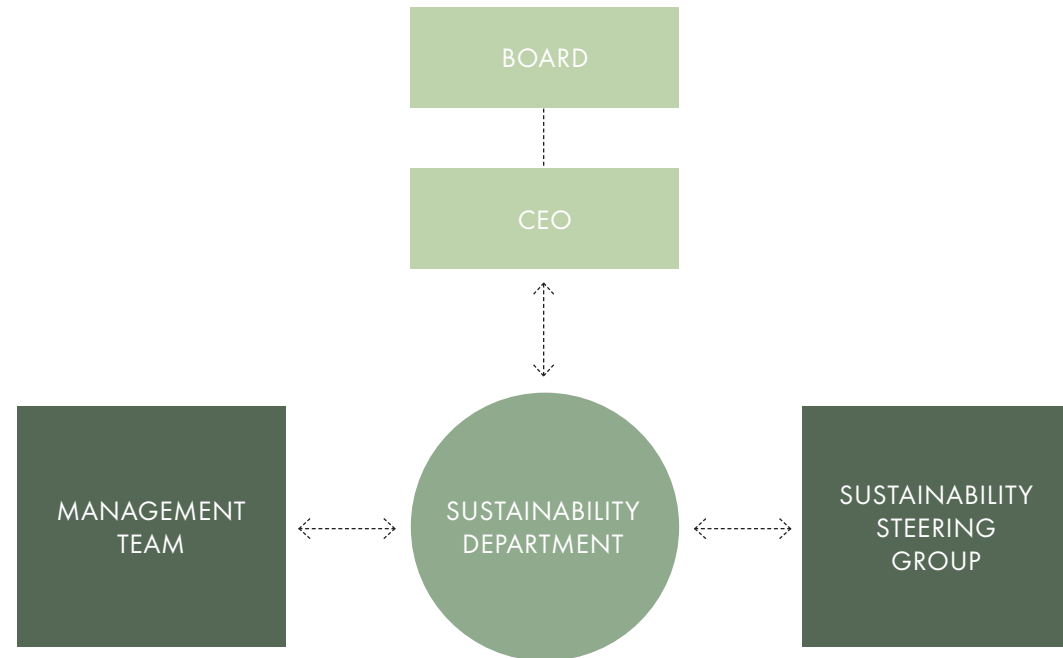 BOARD
CEO
MANAGEMENT
TEAM
SUSTAINABILITY
DEPARTMENT
SUSTAINABILITY
STEERING
GROUP